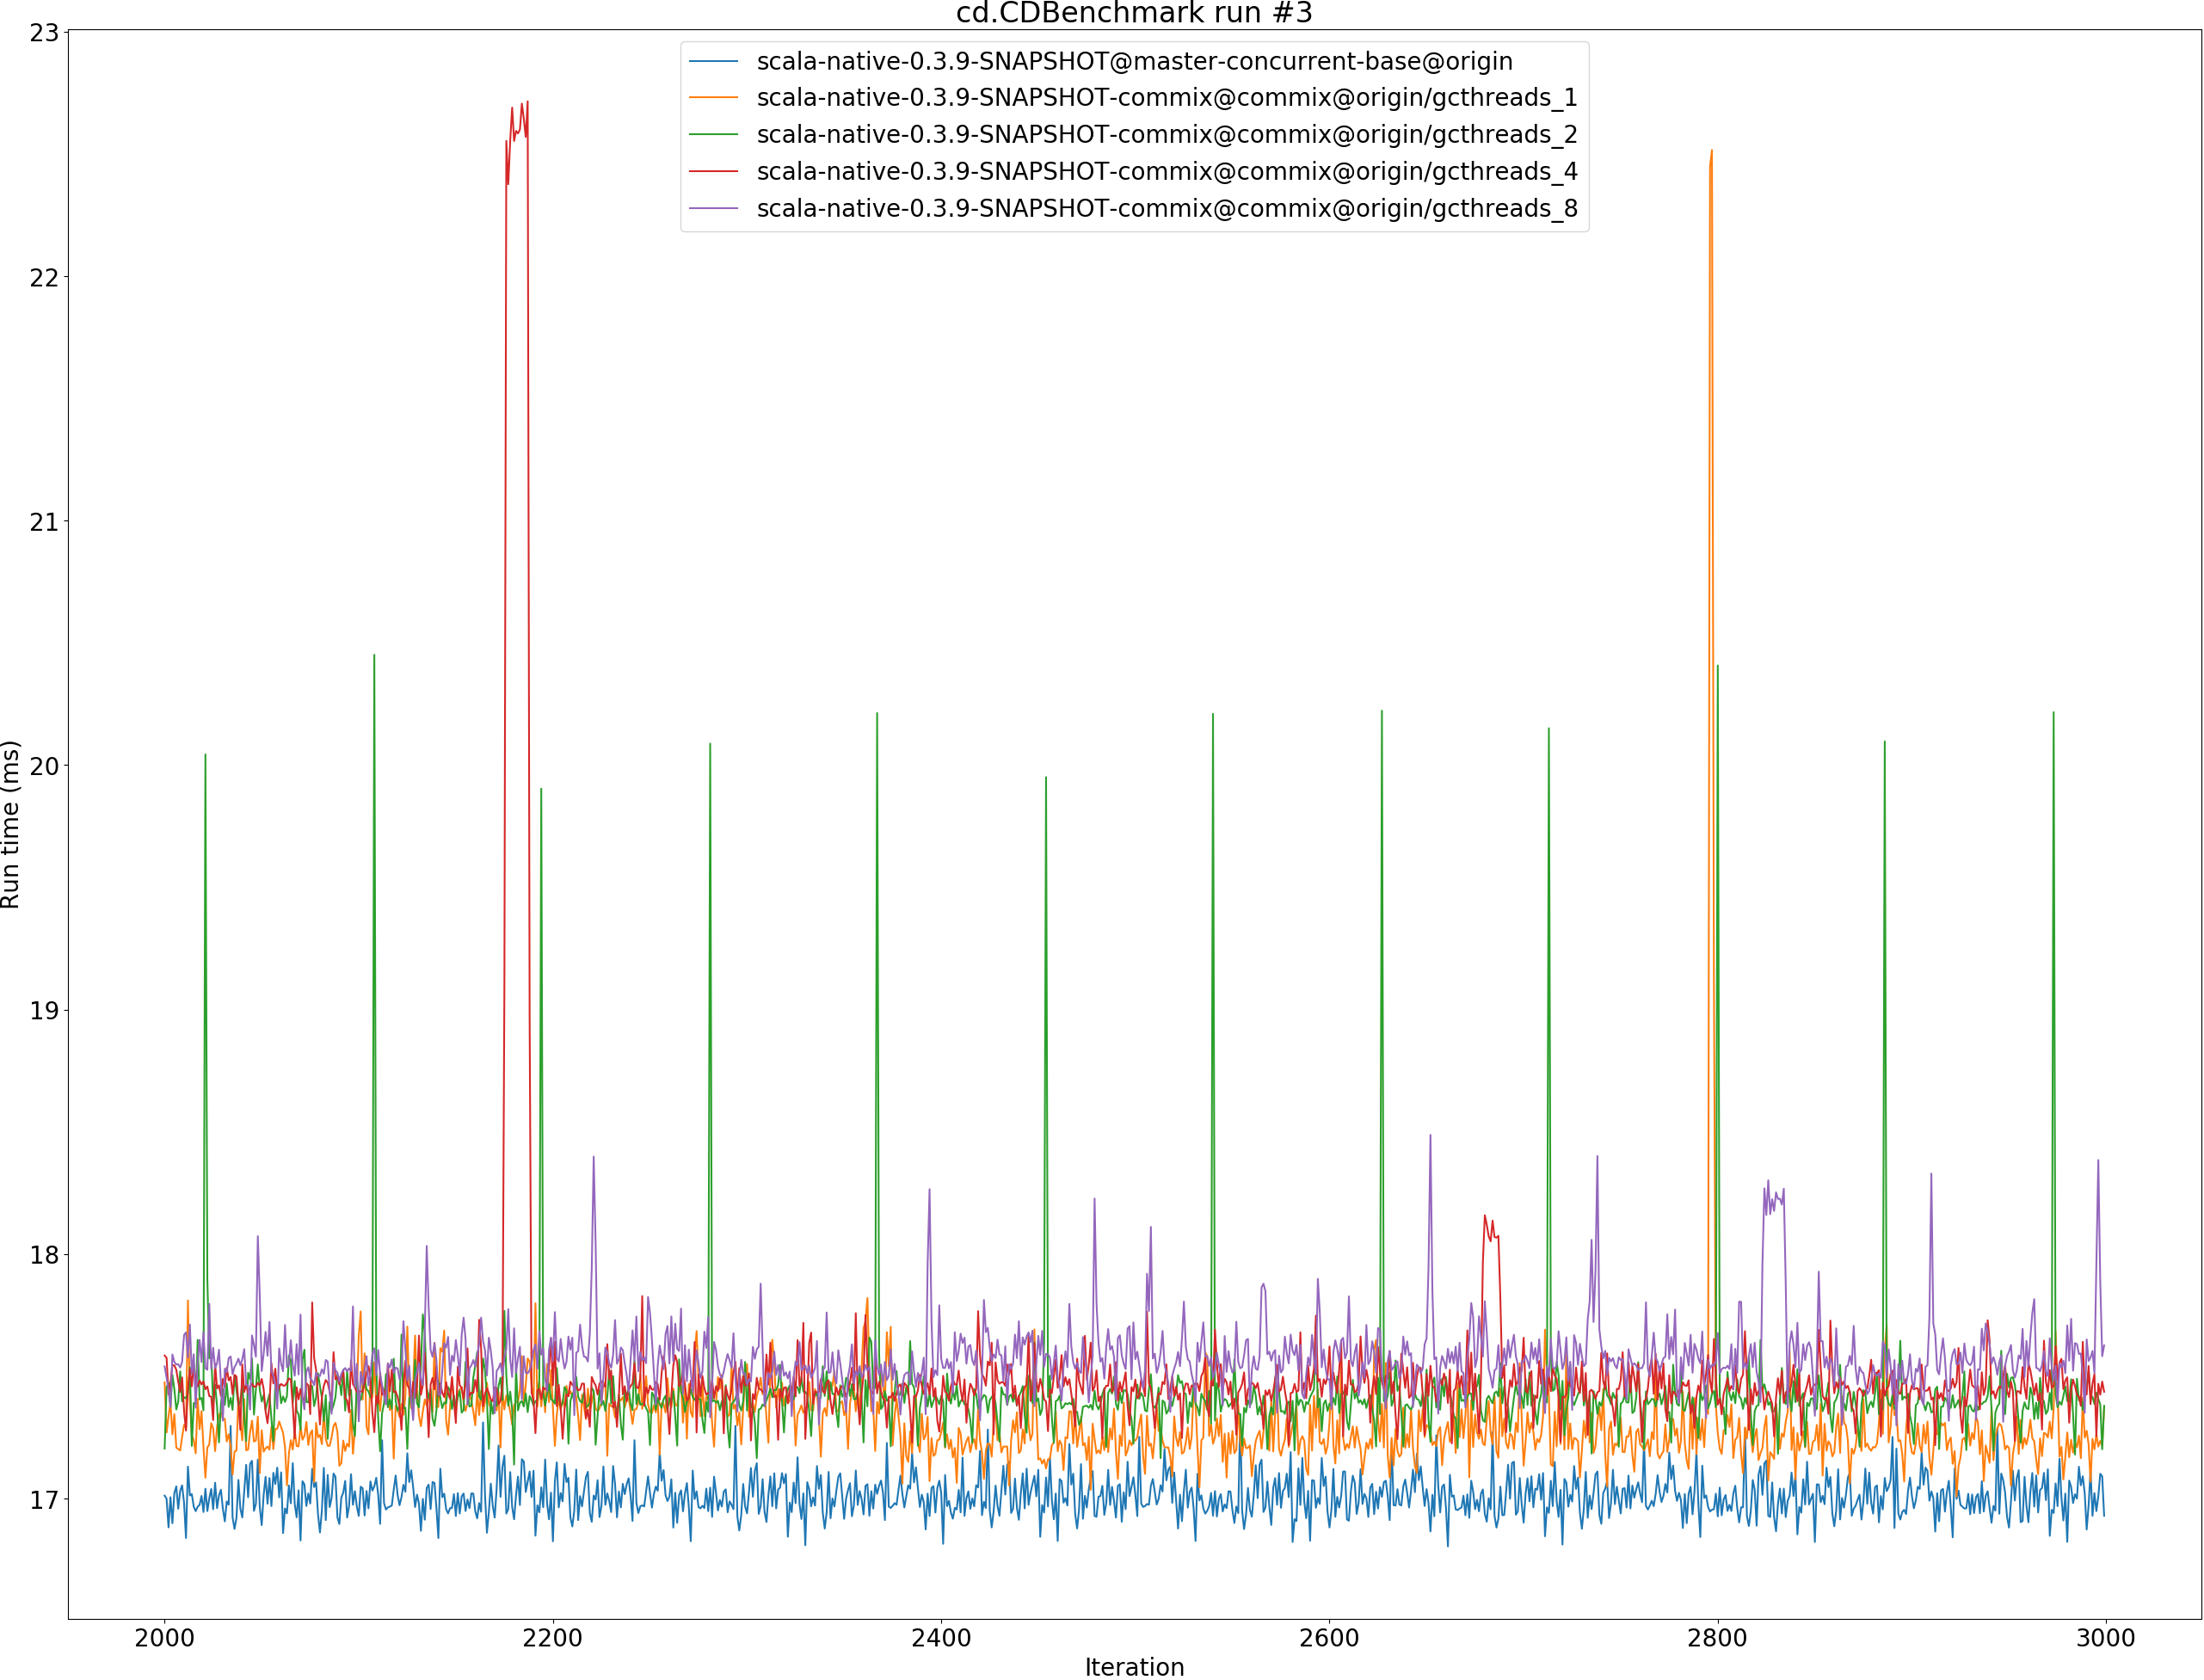 cd.CDBenchmark run #3
scala-native-0.3.9-SNAPSHOT@master-concurrent-base@origin
scala-native-0.3.9-SNAPSHOT-commix@commix@origin/gcthreads_1
scala-native-0.3.9-SNAPSHOT-commix@commix@origin/gcthreads_2
scala-native-0.3.9-SNAPSHOT-commix@commix@origin/gcthreads_4
scala-native-0.3.9-SNAPSHOT-commix@commix@origin/gcthreads_8
Run time (ms)
23
22
21
20
19
18
17
2000 2200 2400 2600 2800 3000
Iteration